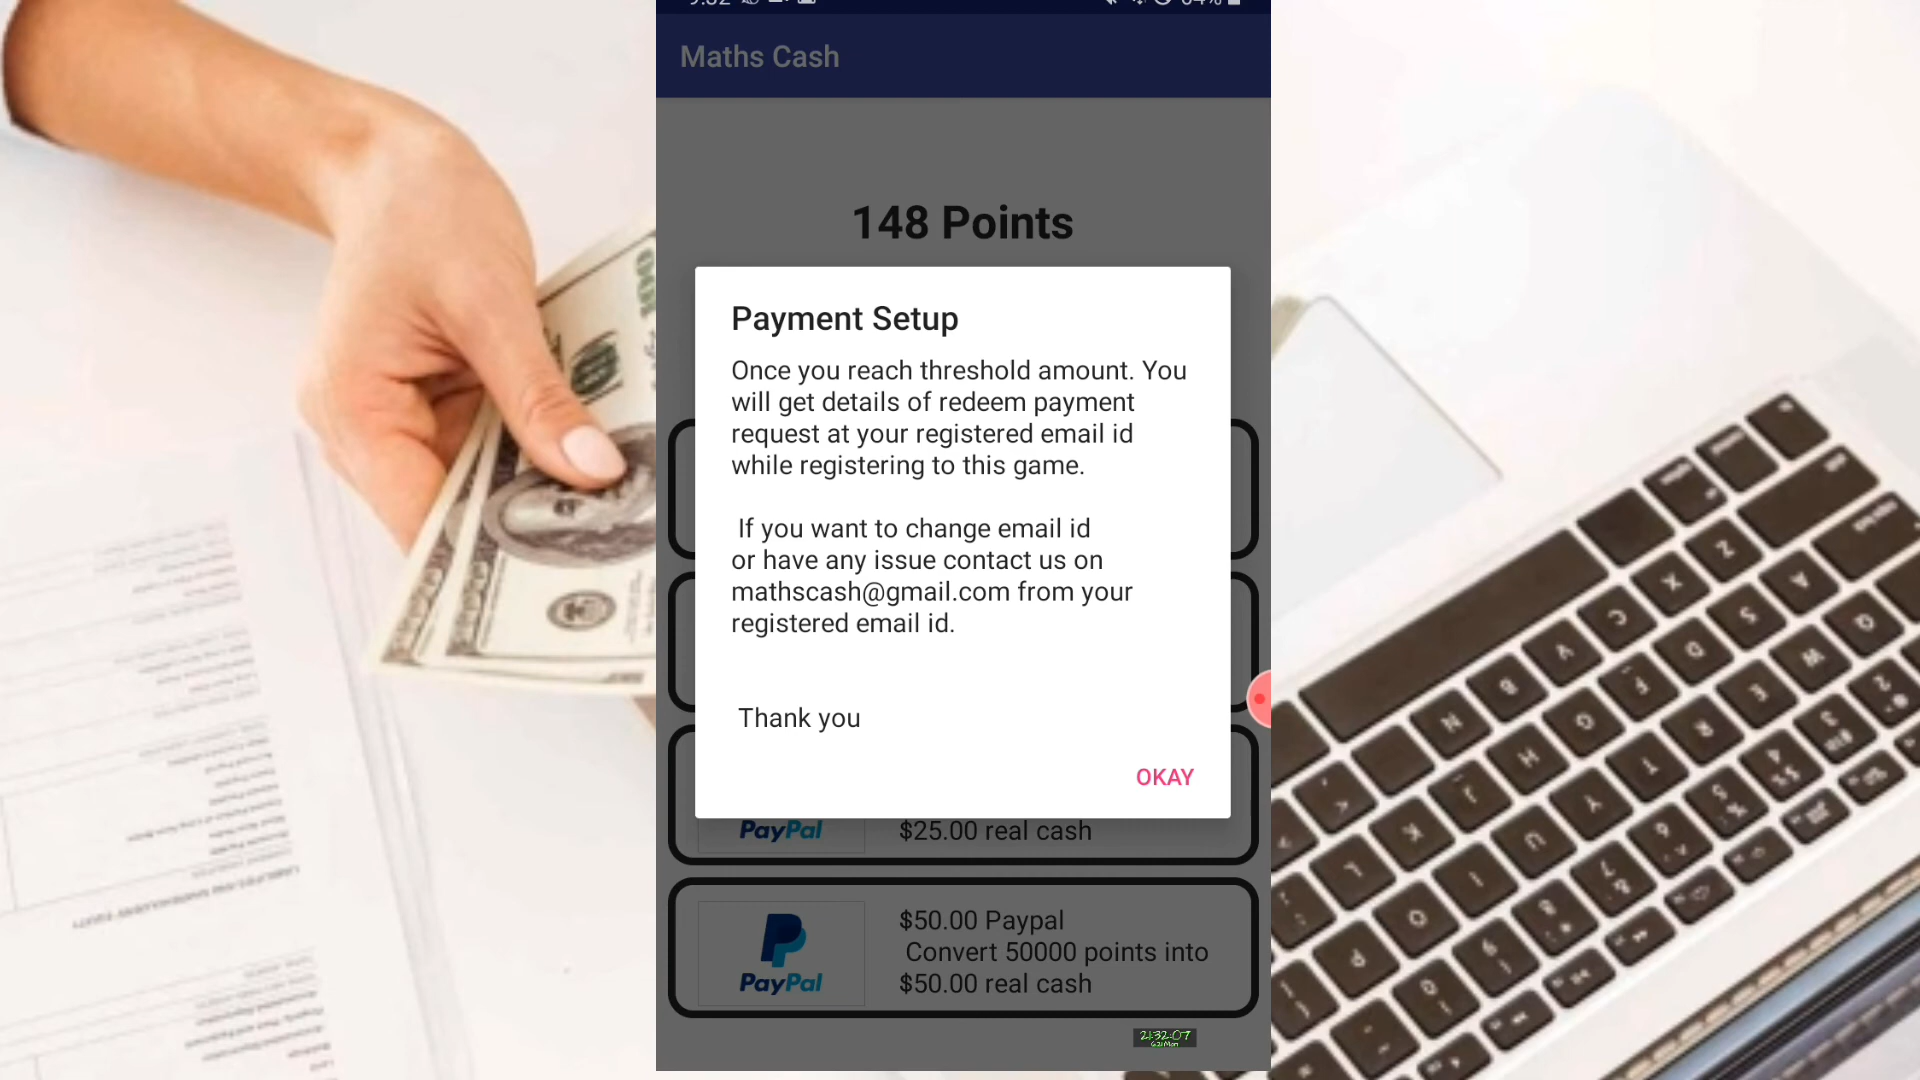 Maths Cash
148 Points
Payment Setup
Once you reach threshold amount. You
will get details of redeem payment
request at your registered email id
while registering to this game.
If you want to change email id
or have any issue contact us on
mathscash@gmail.com from your
registered email id.
Thank you
OKAY
PayPal
$25.00 real cash
$50.00 Paypal
Convert 50000 points into
$50.00 real cash
PayPal
21:32:07